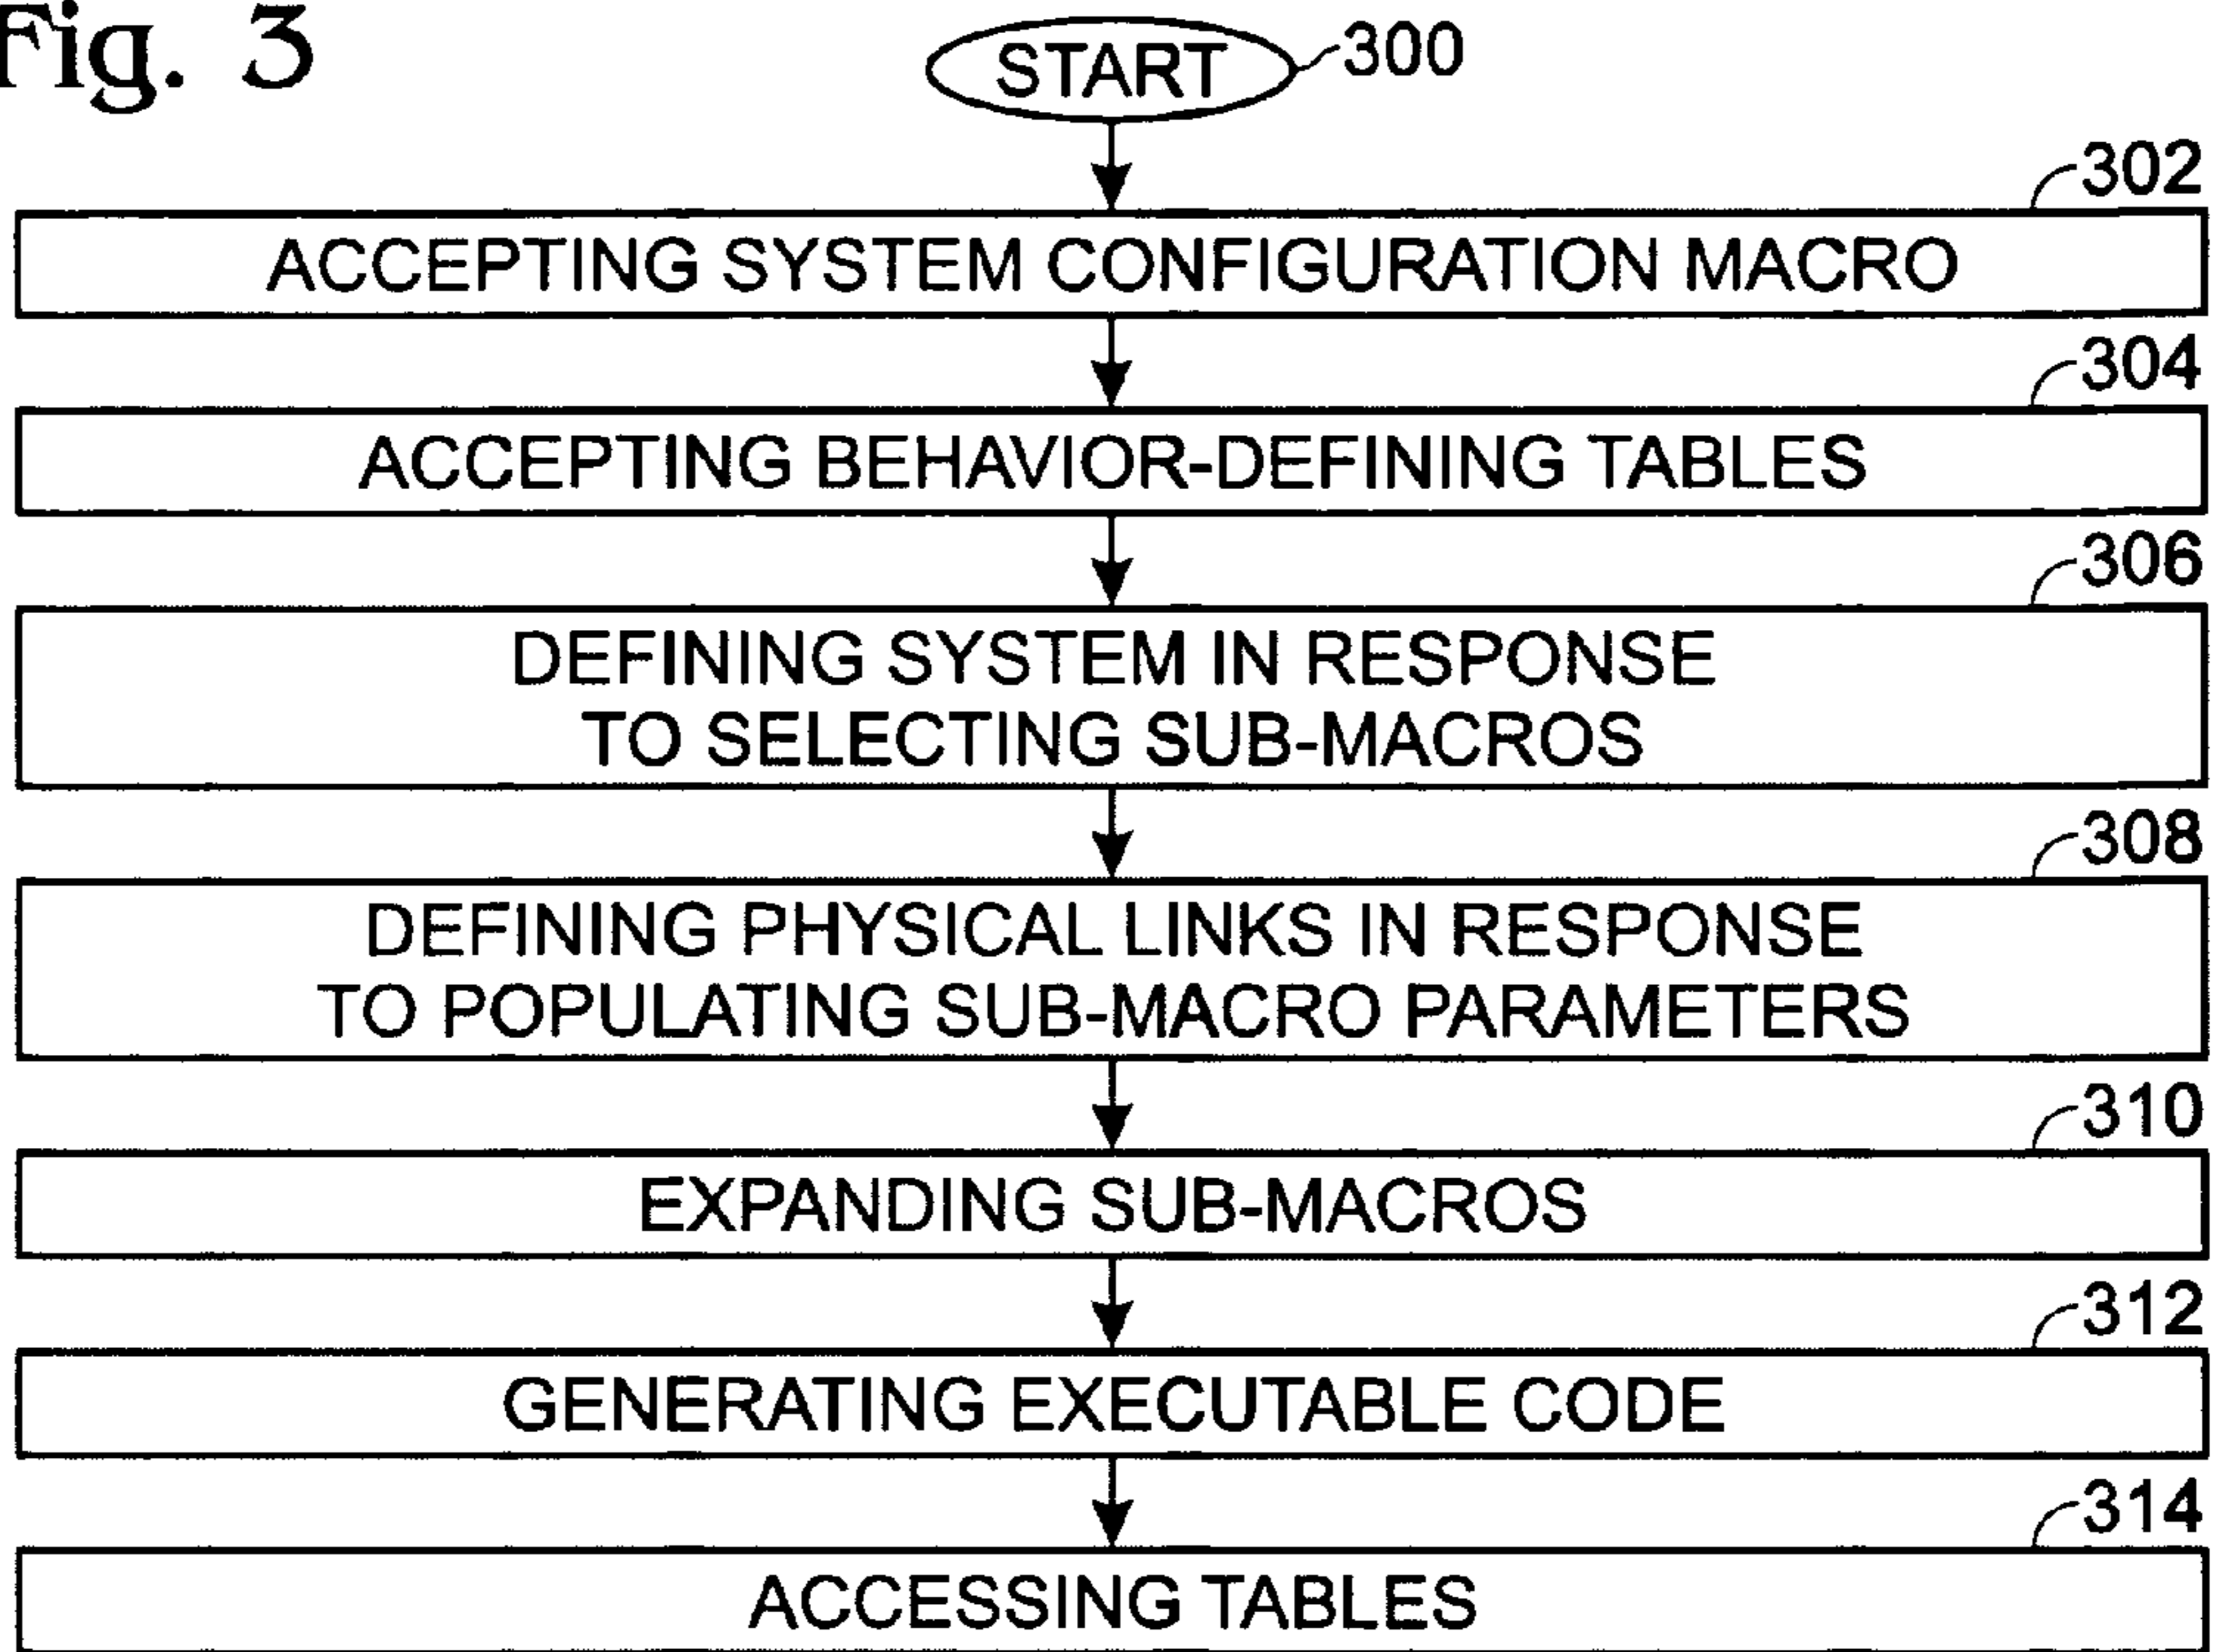 Fig. 3
START
300
302
ACCEPTING SYSTEM CONFIGURATION MACRO
304
ACCEPTING BEHAVIOR-DEFINING TABLES
306
DEFINING SYSTEM IN RESPONSE
TO SELECTING SUB-MACROS
308
DEFINING PHYSICAL LINKS IN RESPONSE
TO POPULATING SUB-MACRO PARAMETERS
310
EXPANDING SUB-MACROS
312
GENERATING EXECUTABLE CODE
314
ACCESSING TABLES